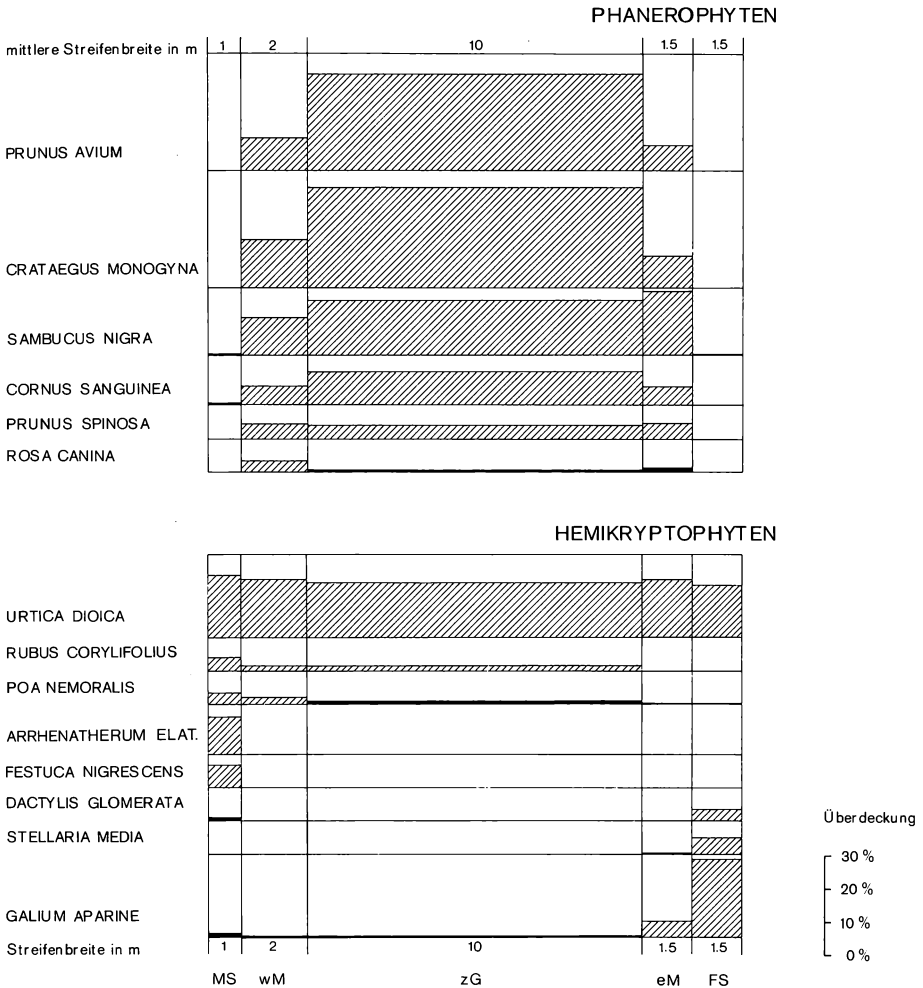 PHANEROPHYTEN
mittlere Streifenbreite in m 1 2 10 1.5 1.5
PRUNUS AVIUM
CRATAEGUS MONOGYNA
SAMBUCUS NIGRA
CORNUS SANGUINEA
PRUNUS SPINOSA
ROSA CANINA
HEMIKRYPTOPHYTEN
URTICA DIOICA
RUBUS CORYLIFOLIUS
POA NEMORALIS
ARRHENATHERUM ELAT.
FESTUCA NIGRESCENS
DACTYLIS GLOMERATA
STELLARIA MEDIA
GALIUM APARINE
Streifenbreite in m 1 2 10 1.5 1.5
MS wM zG eM FS
Überdeckung
30 %
20 %
10 %
0 %